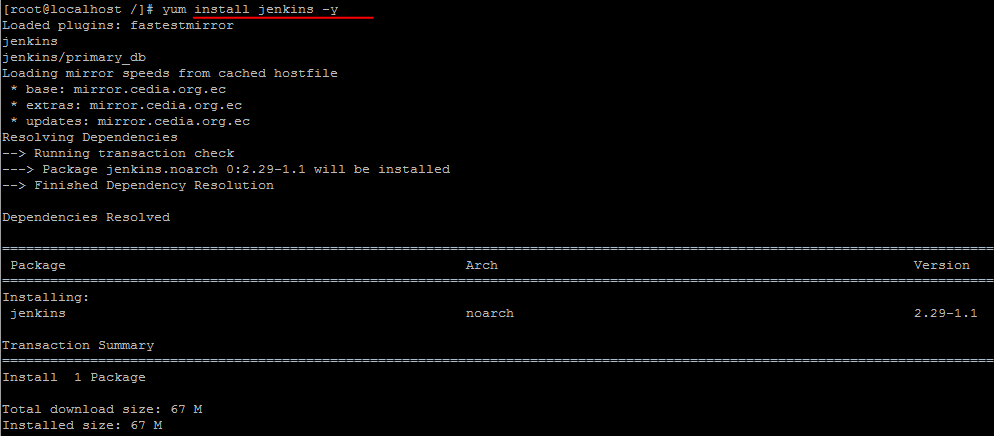 [root@localhost /]# yum install jenkins -y
Loaded plugins: fastestmirror
jenkins
jenkins/primary_db
Loading mirror speeds from cached hostfile
 * base: mirror.cedia.org.ec
 * extras: mirror.cedia.org.ec
 * updates: mirror.cedia.org.ec
Resolving Dependencies
--> Running transaction check
---> Package jenkins.noarch 0:2.29-1.1 will be installed
--> Finished Dependency Resolution
Dependencies Resolved
================================================================================================================
 Package Arch Version
================================================================================================================
Installing:
 jenkins noarch 2.29-1.1
Transaction Summary
================================================================================================================
Install  1 Package
Total download size: 67 M
Installed size: 67 M